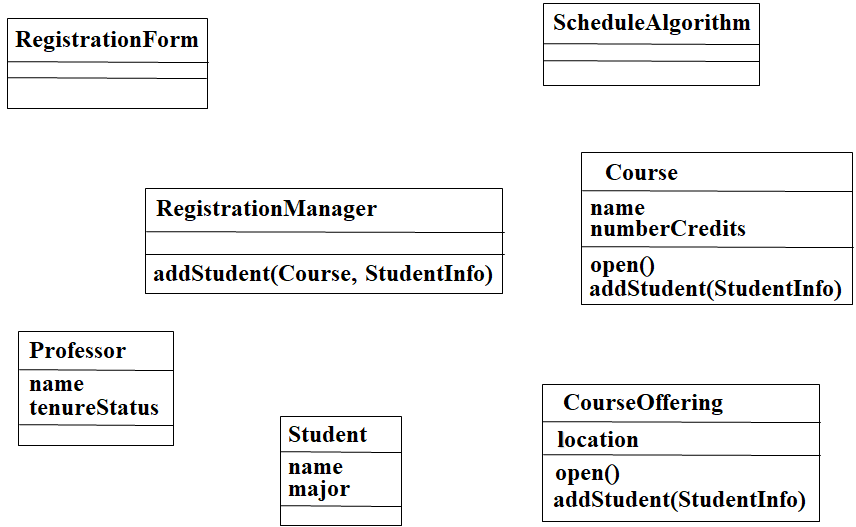 RegistrationForm
ScheduleAlgorithm
RegistrationManager
addStudent(Course, StudentInfo)
Course
name
numberCredits
open()
addStudent(StudentInfo)
Professor
name
tenureStatus
Student
name
major
CourseOffering
location
open()
addStudent(StudentInfo)